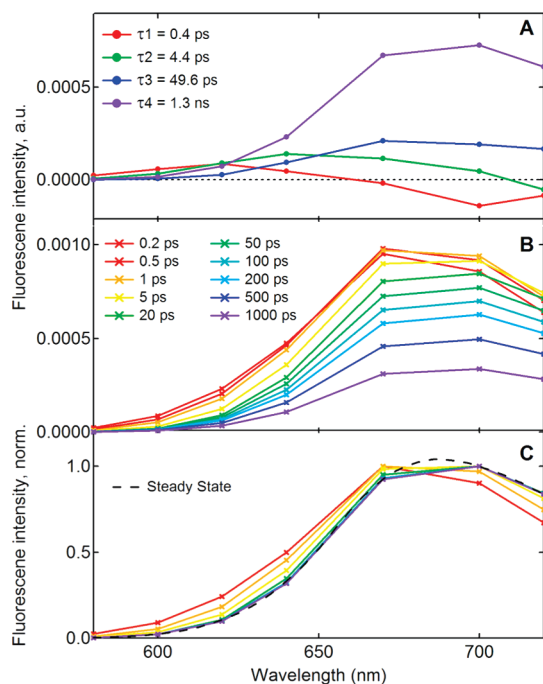 A
τ1 = 0.4 ps
τ2 = 4.4 ps
τ3 = 49.6 ps
τ4 = 1.3 ns
0.0005
0.0000
Fluorescene intensity, a.u.
B
0.2 ps 50 ps
0.5 ps 100 ps
1 ps 200 ps
5 ps 500 ps
20 ps 1000 ps
0.0010
0.0005
0.0000
C
Steady State
1.0
0.5
0.0
Fluorescene intensity, norm.
600 650 700
Wavelength (nm)